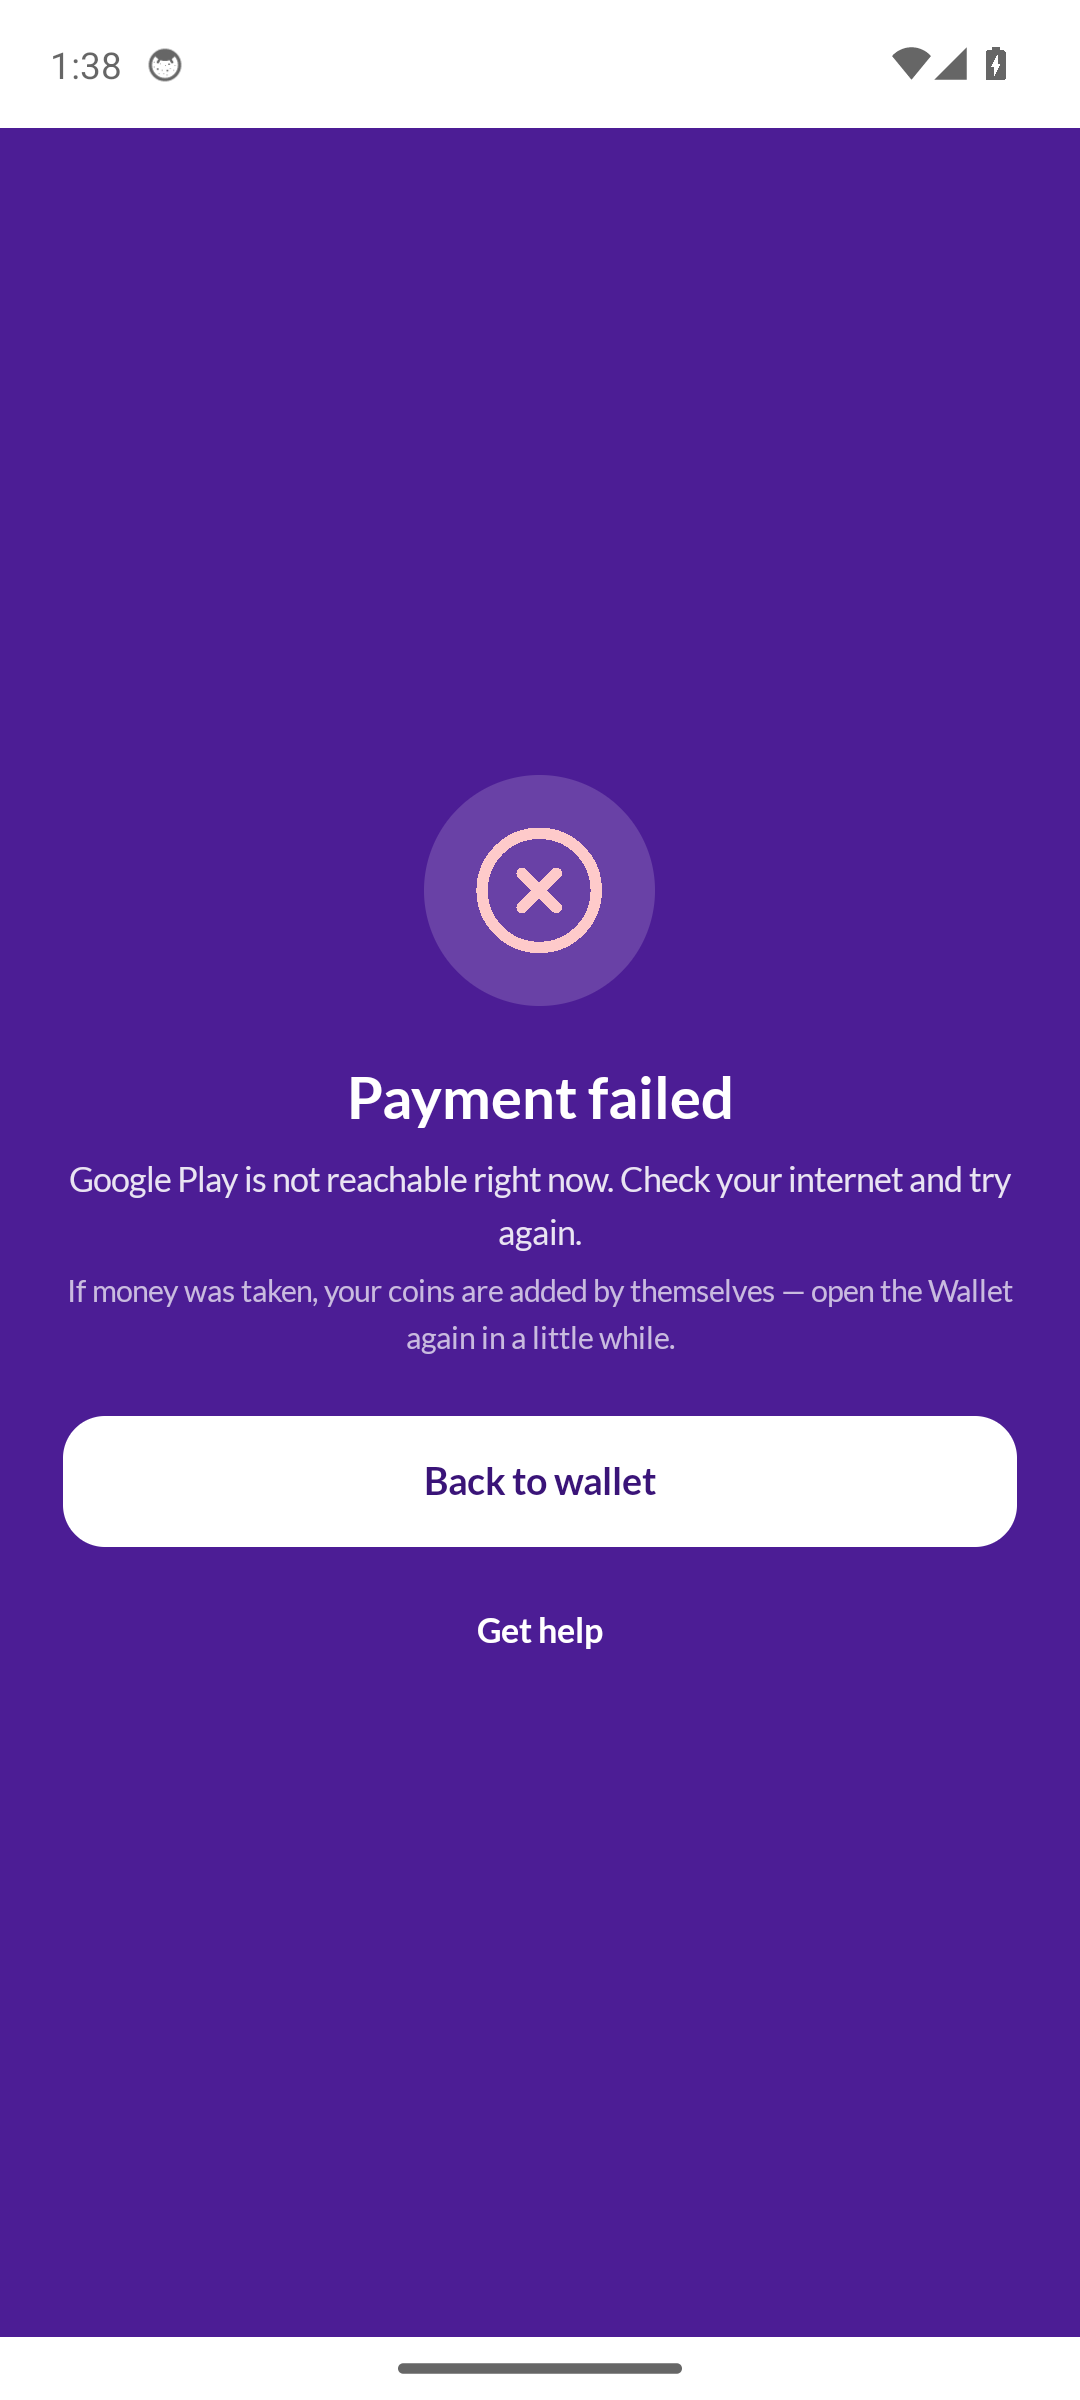 1:38
Payment failed
Google Play is not reachable right now. Check your internet and try
again.
If money was taken, your coins are added by themselves — open the Wallet
again in a little while.
Back to wallet
Get help